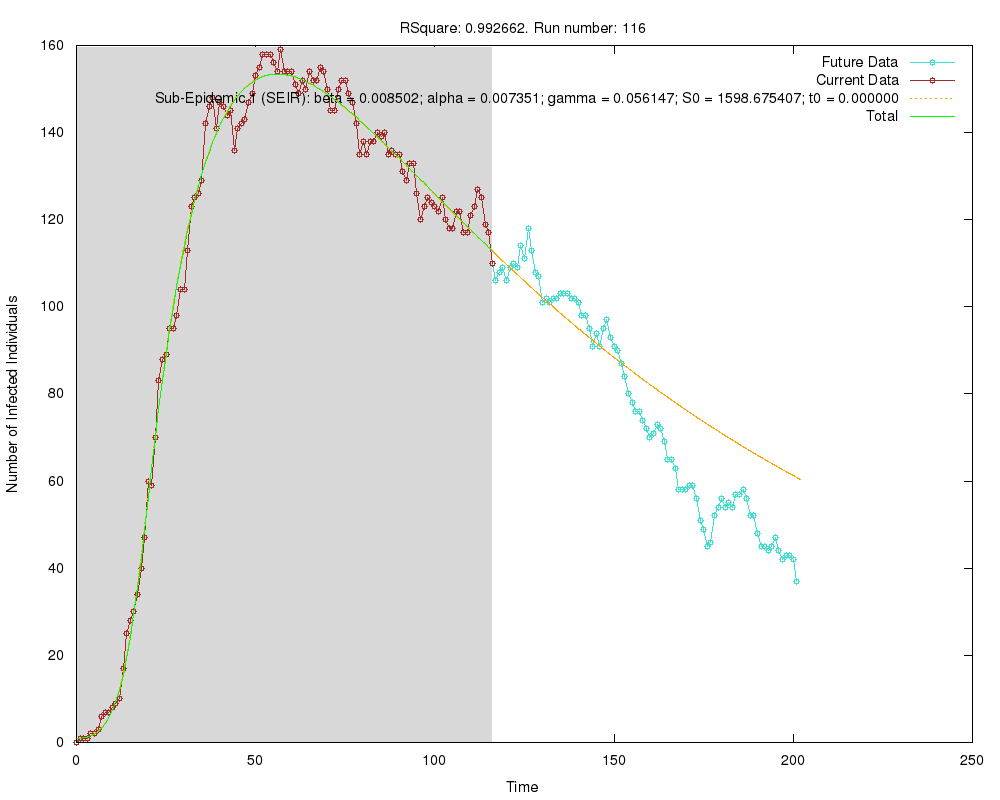 RSquare: 0.992662. Run number: 116
Future Data
Current Data
Sub-Epidemic 1 (SEIR): beta = 0.008502; alpha = 0.007351; gamma = 0.056147; S0 = 1598.675407; t0 = 0.000000
Total
Number of Infected Individuals
160
140
120
100
80
60
40
20
0
0 50 100 150 200 250
Time